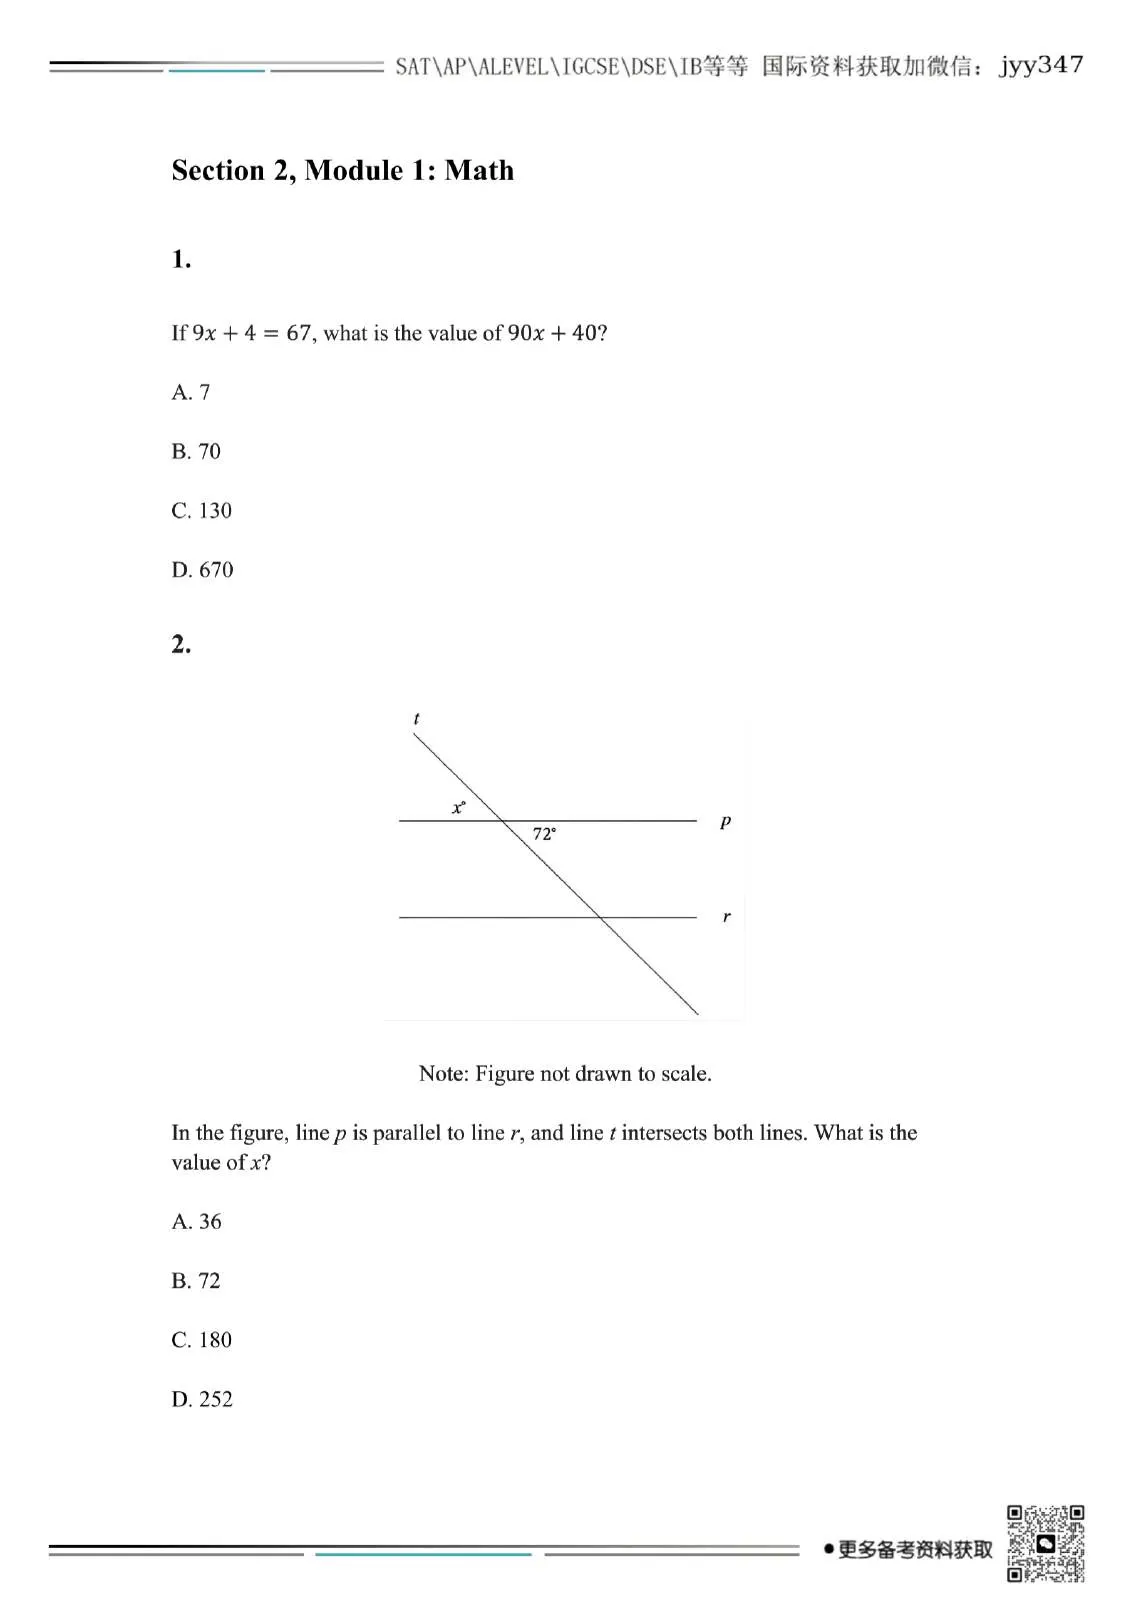 SAT\AP\ALEVEL\IGCSE\DSE\IB等等 国际资料获取加微信：jyy347
Section 2, Module 1: Math
1.
If 9x + 4 = 67, what is the value of 90x + 40?
A. 7
B. 70
C. 130
D. 670
2.
t
x°
p
72°
r
Note: Figure not drawn to scale.
In the figure, line p is parallel to line r, and line t intersects both lines. What is the
value of x?
A. 36
B. 72
C. 180
D. 252
●更多备考资料获取